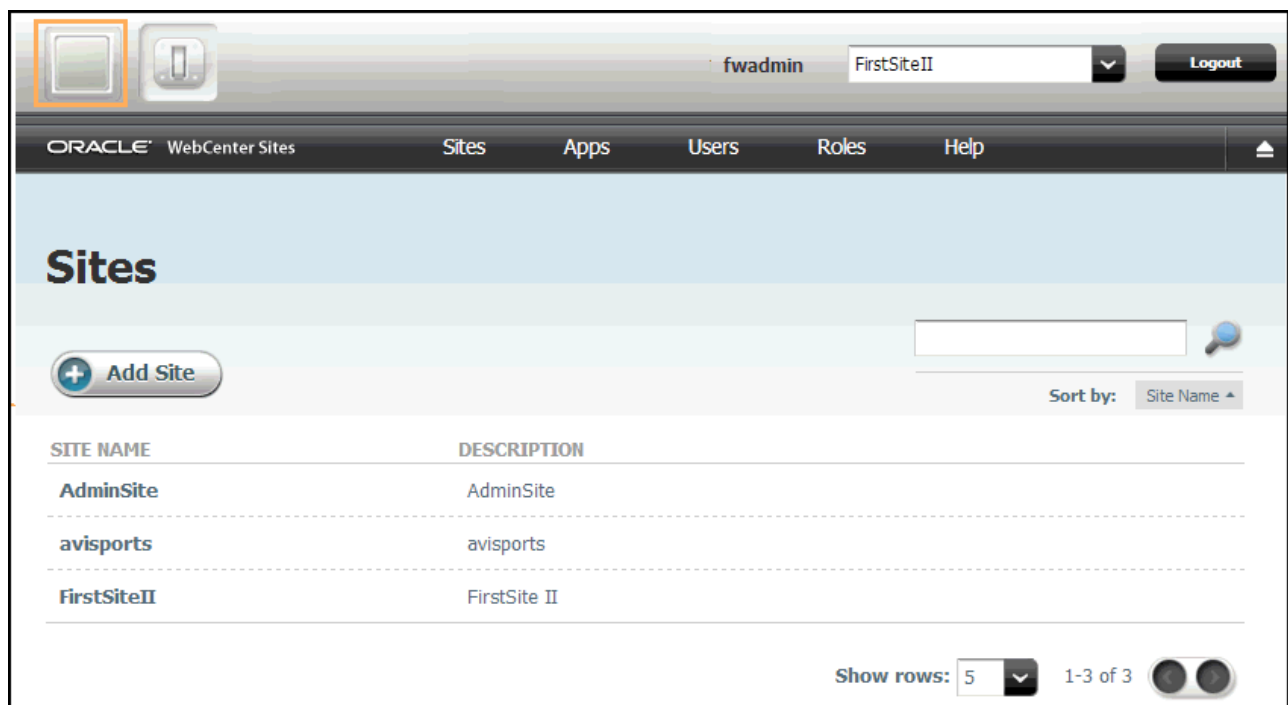 fwadmin FirstSiteII Logout
ORACLE' WebCenter Sites Sites Apps Users Roles Help
Sites
Add Site
Sort by: Site Name
SITE NAME DESCRIPTION
AdminSite AdminSite
avisports avisports
FirstSiteII FirstSite II
Show rows: 5 1-3 of 3